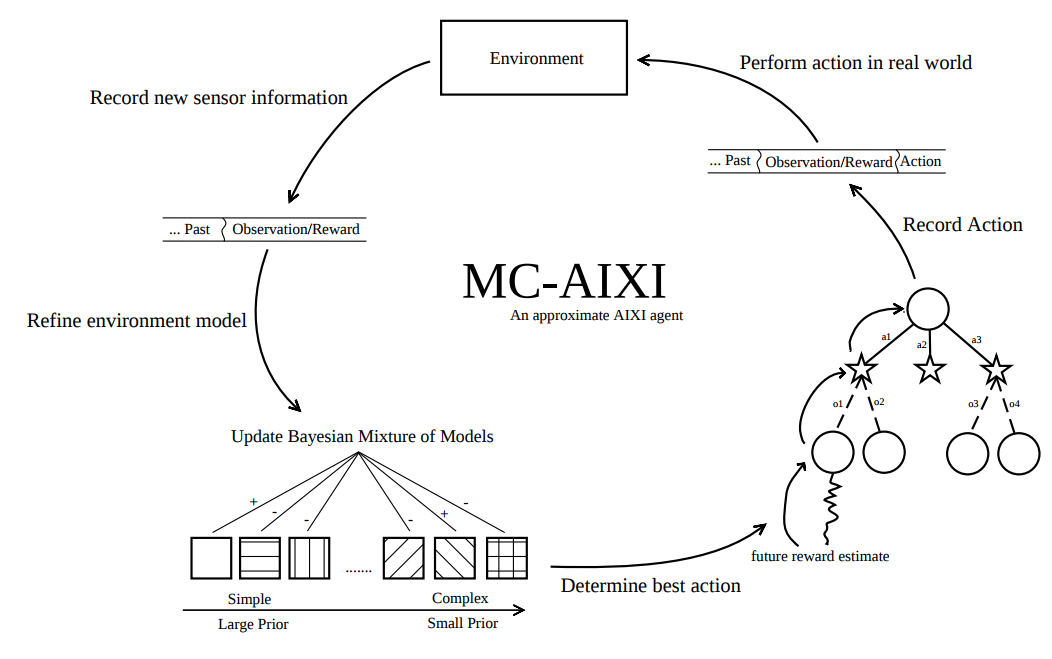 Environment
Perform action in real world
Record new sensor information
... Past Observation/Reward Action
... Past Observation/Reward
Record Action
MC-AIXI
An approximate AIXI agent
Refine environment model
a1 a2 a3
o1 o2 o3 o4
Update Bayesian Mixture of Models
+ - - - + -
.......
future reward estimate
Determine best action
Simple Complex
Large Prior Small Prior